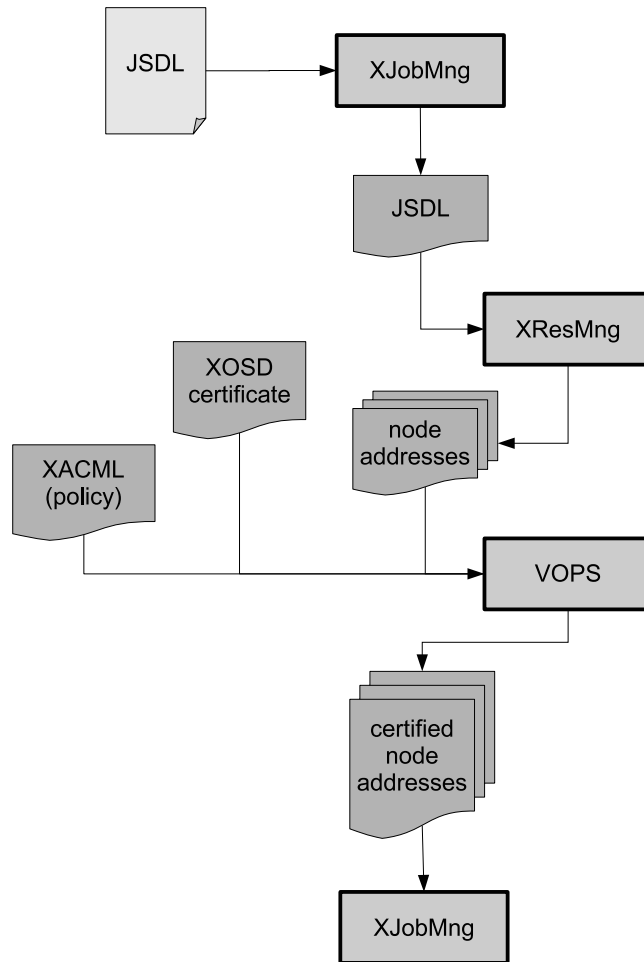 JSDL
XJobMng
JSDL
XResMng
XOSD
certificate
node
addresses
XACML
(policy)
VOPS
certified
node
addresses
XJobMng